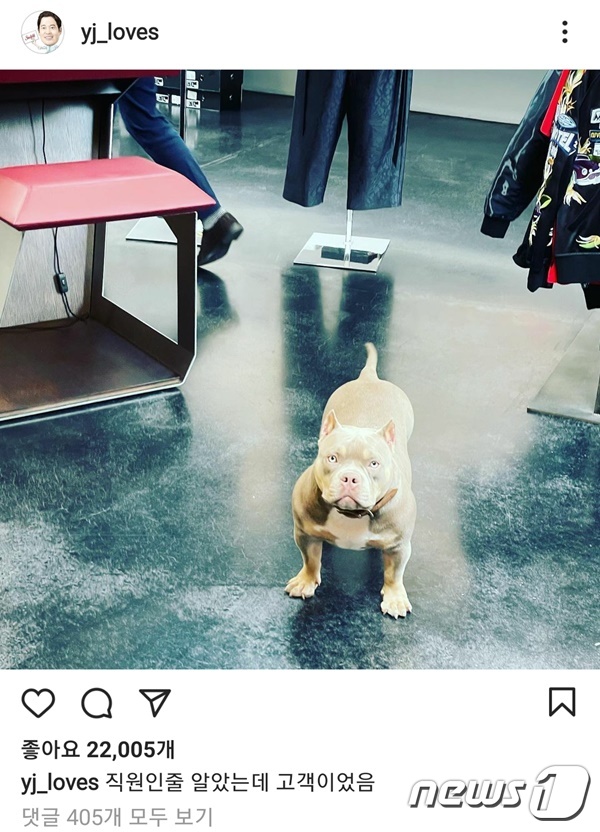 yj_loves
좋아요 22,005개
yj_loves 직원인줄 알았는데 고객이었음
댓글 405개 모두 보기
news1